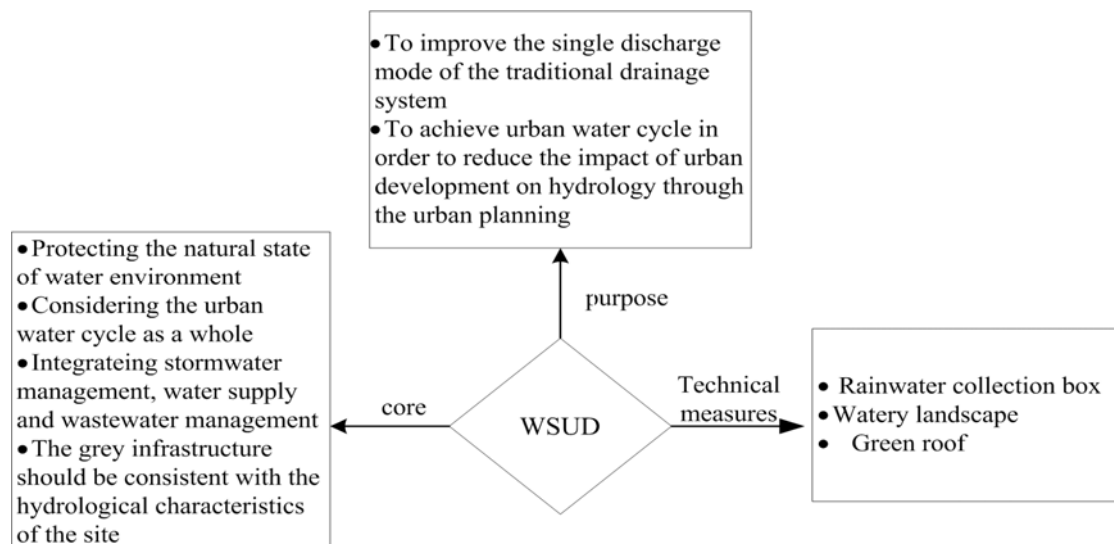 ●To improve the single discharge
mode of the traditional drainage
system
●To achieve urban water cycle in
order to reduce the impact of urban
development on hydrology through
the urban planning
purpose
●Protecting the natural state
of water environment
●Considering the urban
water cycle as a whole
●Integrateing stormwater
management, water supply
and wastewater management
●The grey infrastructure
should be consistent with the
hydrological characteristics
of the site
core
WSUD
Technical
measures
● Rainwater collection box
●Watery landscape
● Green roof